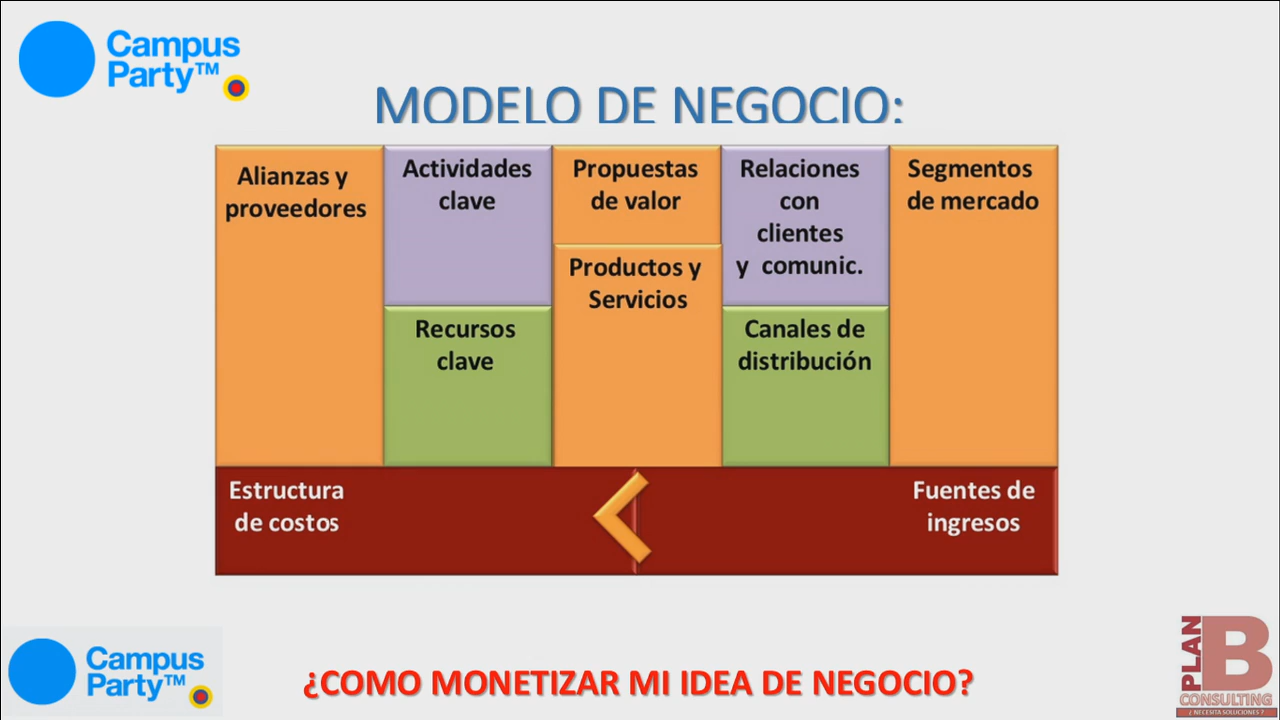 Campus
Party™
MODELO DE NEGOCIO:
Alianzas y
proveedores
Actividades
clave
Propuestas
de valor
Relaciones
con
clientes
y comunic.
Segmentos
de mercado
Productos y
Servicios
Recursos
clave
Canales de
distribución
Estructura
de costos
Fuentes de
ingresos
Campus
Party™
¿COMO MONETIZAR MI IDEA DE NEGOCIO?
PLAN
B
CONSULTING
¿ NECESITA SOLUCIONES ?